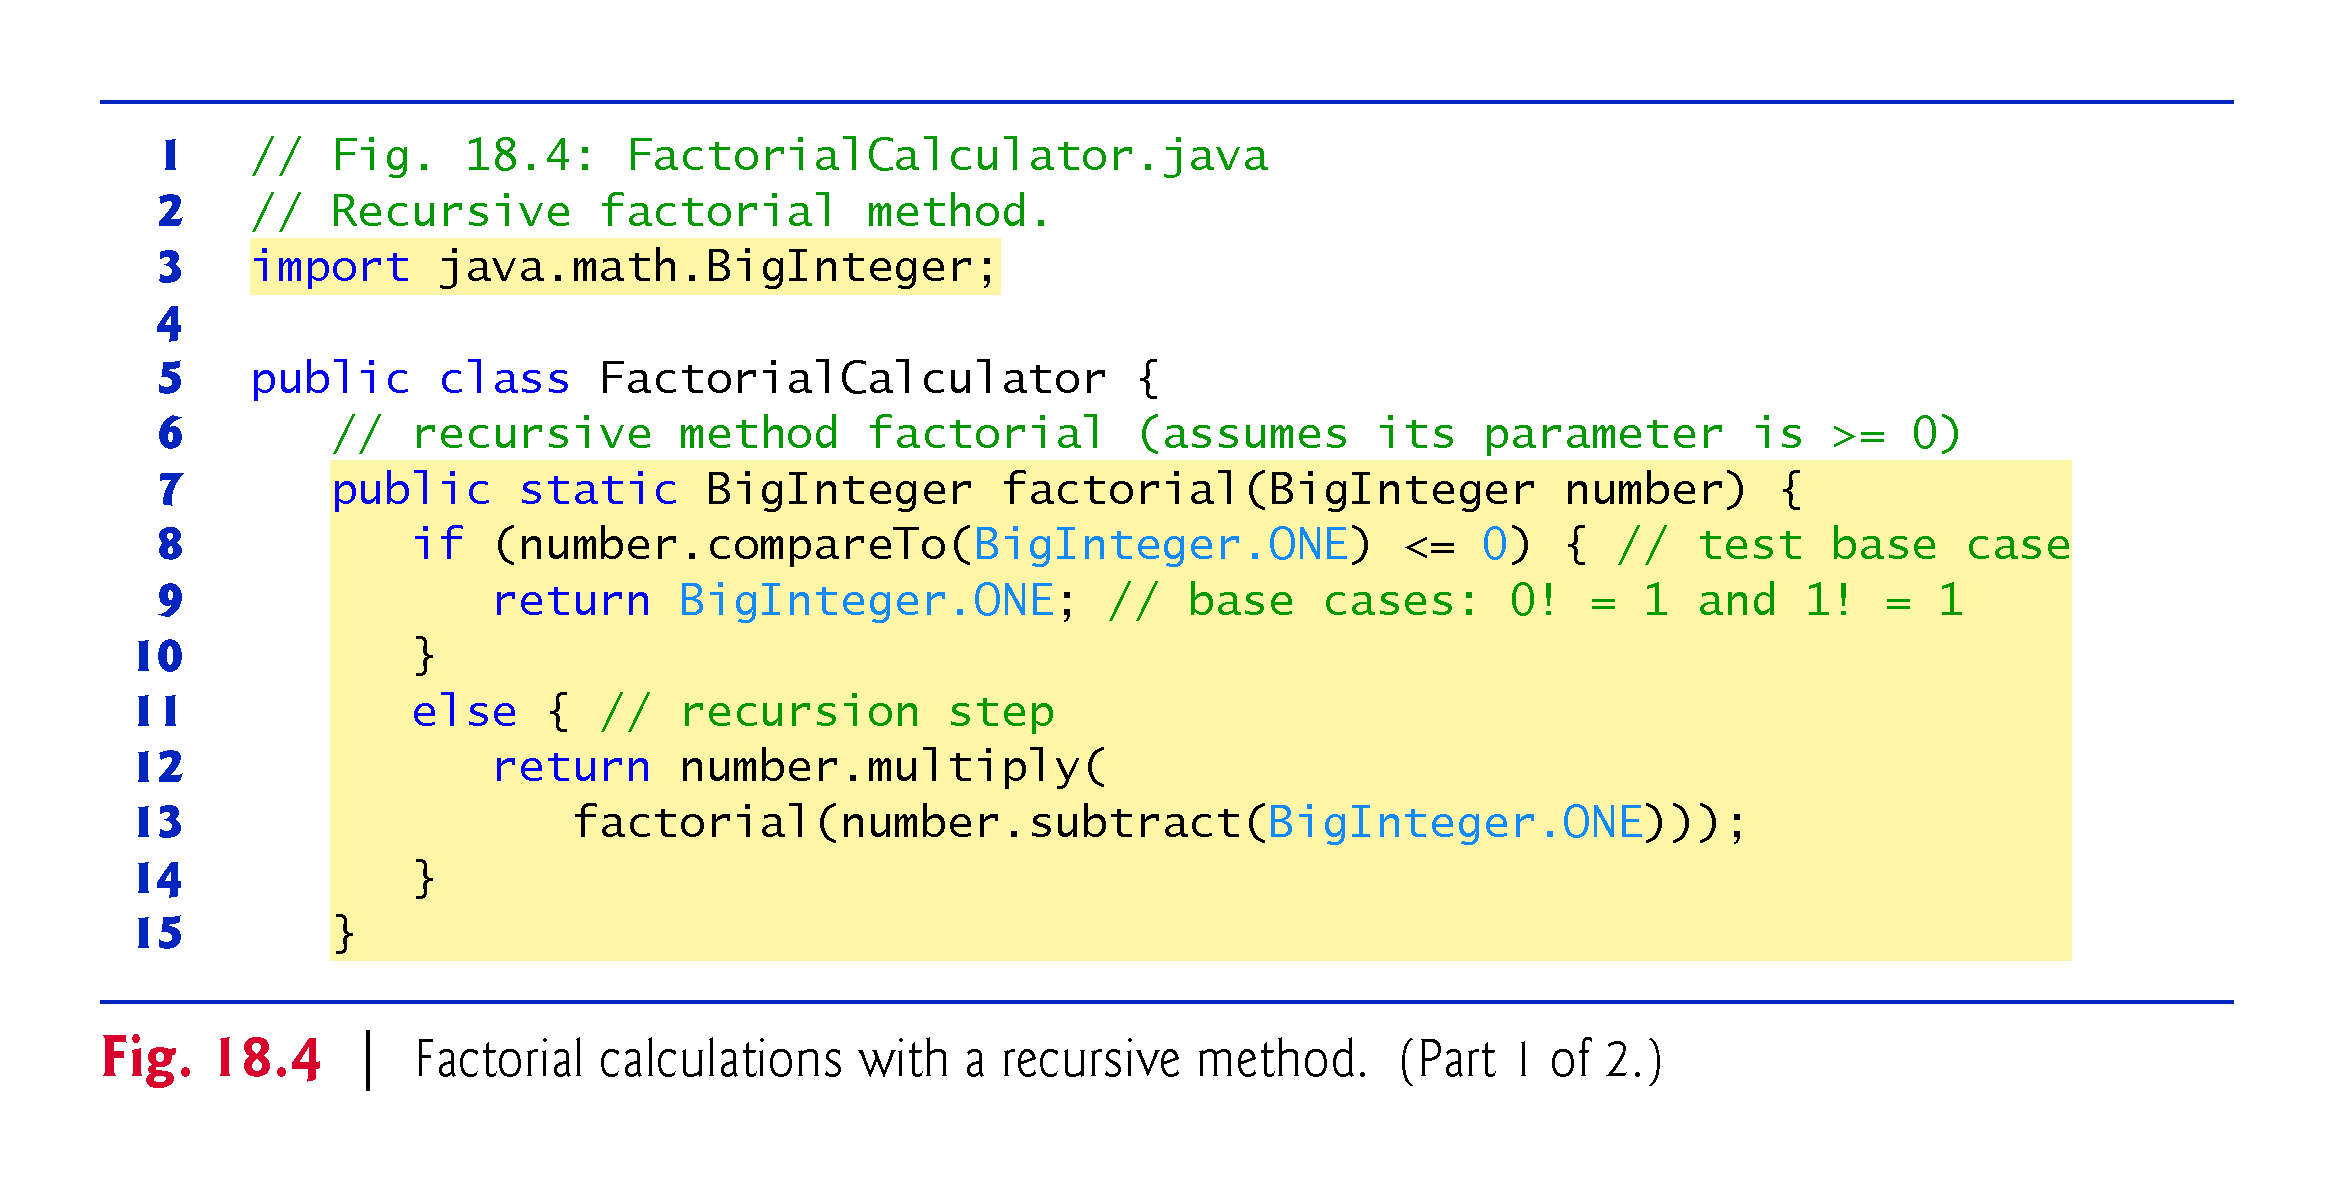 1 // Fig. 18.4: FactorialCalculator.java
2 // Recursive factorial method.
3 import java.math.BigInteger;
4
5 public class FactorialCalculator {
6    // recursive method factorial (assumes its parameter is >= 0)
7    public static BigInteger factorial(BigInteger number) {
8       if (number.compareTo(BigInteger.ONE) <= 0) { // test base case
9          return BigInteger.ONE; // base cases: 0! = 1 and 1! = 1
10       }
11       else { // recursion step
12          return number.multiply(
13             factorial(number.subtract(BigInteger.ONE)));
14       }
15    }
Fig. 18.4 | Factorial calculations with a recursive method. (Part 1 of 2.)